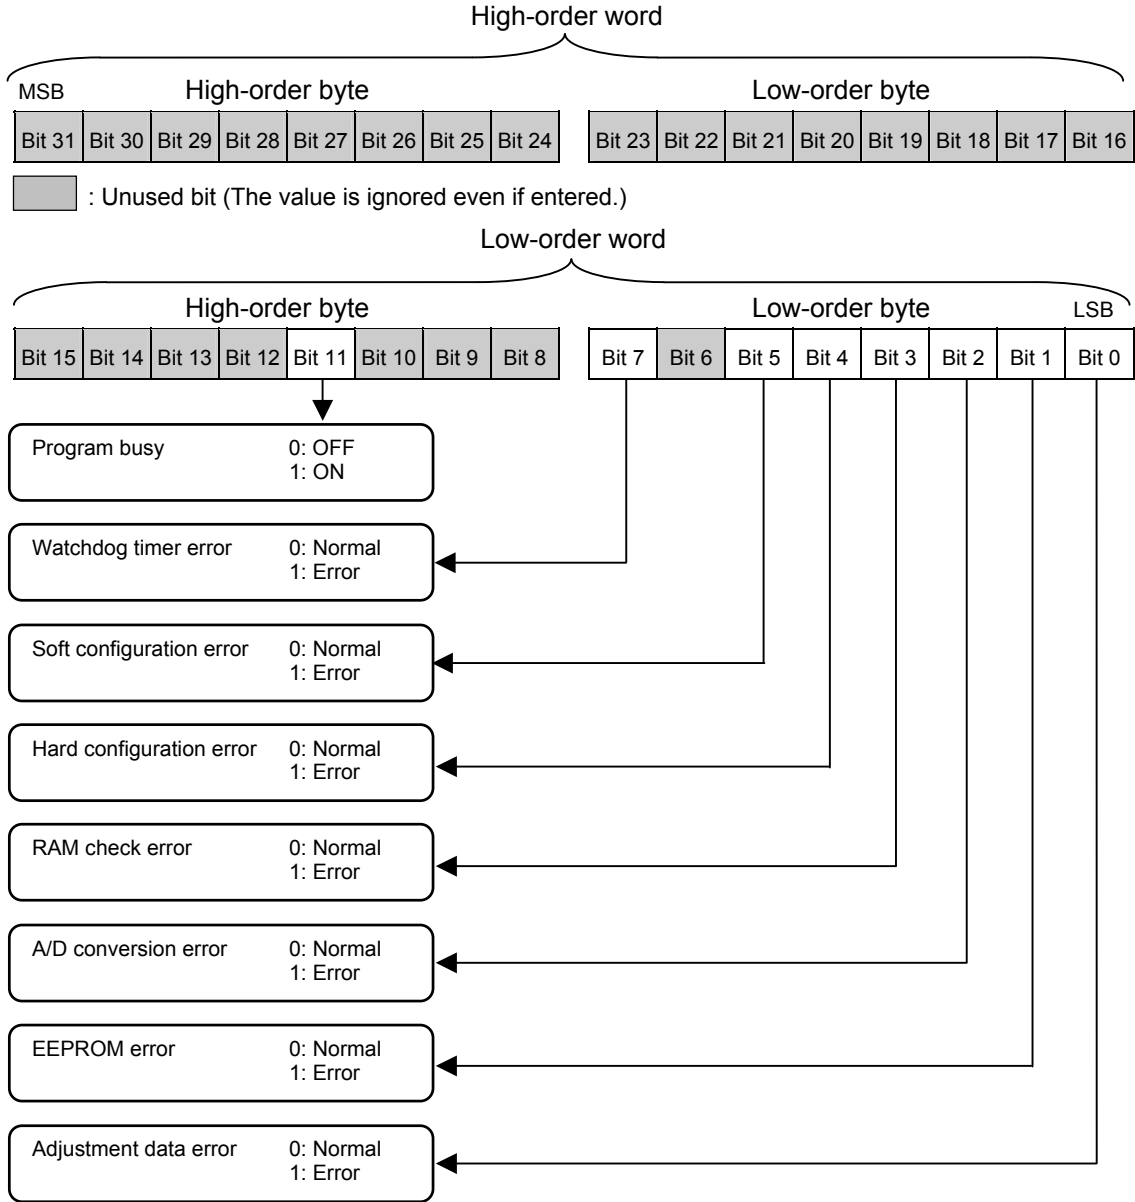 High-order word
MSB High-order byte Low-order byte
Bit 31 Bit 30 Bit 29 Bit 28 Bit 27 Bit 26 Bit 25 Bit 24 Bit 23 Bit 22 Bit 21 Bit 20 Bit 19 Bit 18 Bit 17 Bit 16
: Unused bit (The value is ignored even if entered.)
Low-order word
High-order byte Low-order byte LSB
Bit 15 Bit 14 Bit 13 Bit 12 Bit 11 Bit 10 Bit 9 Bit 8 Bit 7 Bit 6 Bit 5 Bit 4 Bit 3 Bit 2 Bit 1 Bit 0
Program busy 0: OFF
1: ON
Watchdog timer error 0: Normal
1: Error
Soft configuration error 0: Normal
1: Error
Hard configuration error 0: Normal
1: Error
RAM check error 0: Normal
1: Error
A/D conversion error 0: Normal
1: Error
EEPROM error 0: Normal
1: Error
Adjustment data error 0: Normal
1: Error